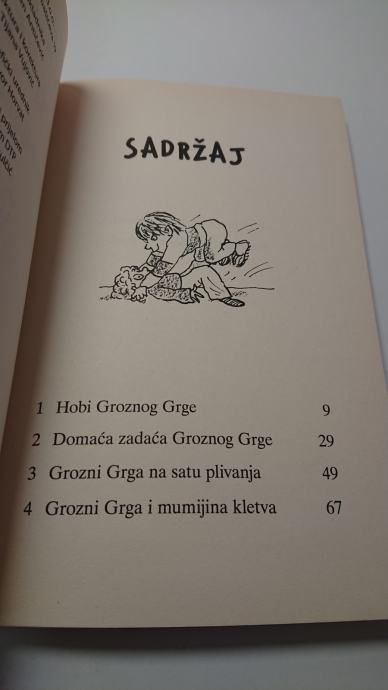 SADRŽAJ
1 Hobi Groznog Grge 9
2 Domaća zadaća Groznog Grge 29
3 Grozni Grga na satu plivanja 49
4 Grozni Grga i mumijina kletva 67